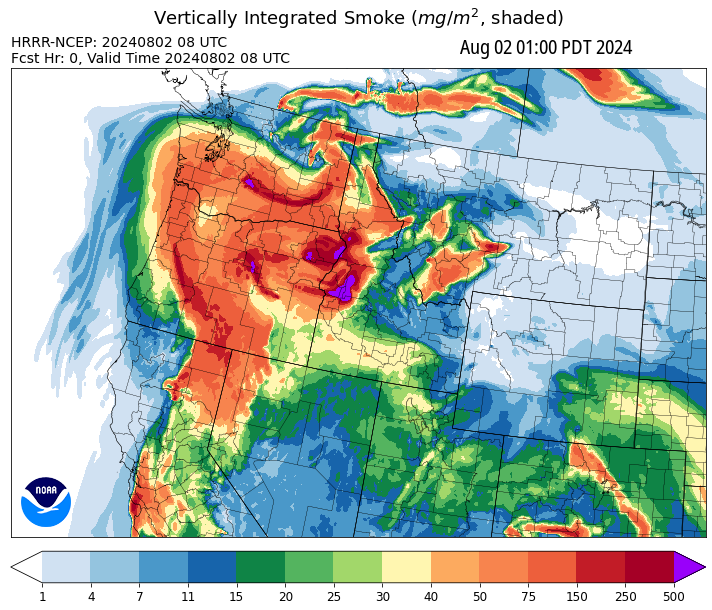 Vertically Integrated Smoke (mg/m², shaded)
HRRR-NCEP: 20240802 08 UTC
Aug 02 01:00 PDT 2024
Fcst Hr: 0, Valid Time 20240802 08 UTC
NOAA
1 4 7 11 15 20 25 30 40 50 75 150 250 500